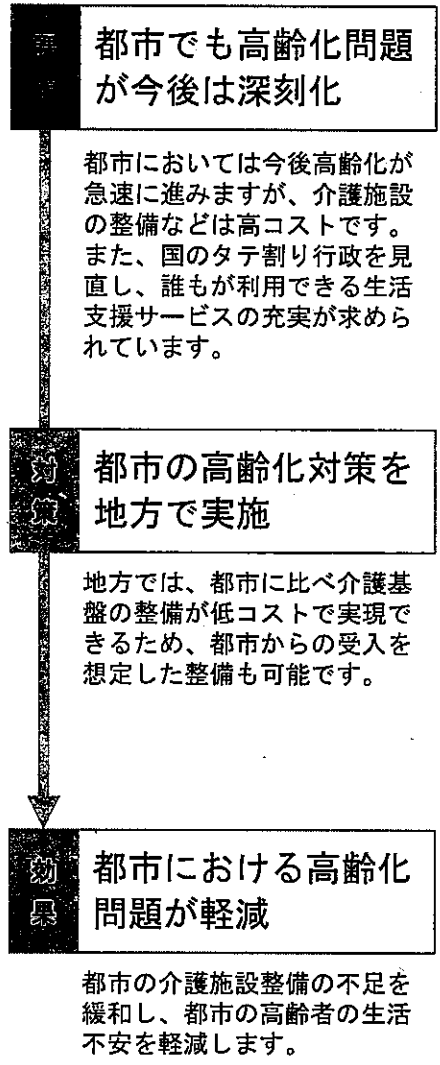 都市でも高齢化問題
が今後は深刻化
都市においては今後高齢化が
急速に進みますが、介護施設
の整備などは高コストです。
また、国のタテ割り行政を見
直し、誰もが利用できる生活
支援サービスの充実が求めら
れています。
対策
都市の高齢化対策を
地方で実施
地方では、都市に比べ介護基
盤の整備が低コストで実現で
きるため、都市からの受入を
想定した整備も可能です。
効果
都市における高齢化
問題が軽減
都市の介護施設整備の不足を
緩和し、都市の高齢者の生活
不安を軽減します。